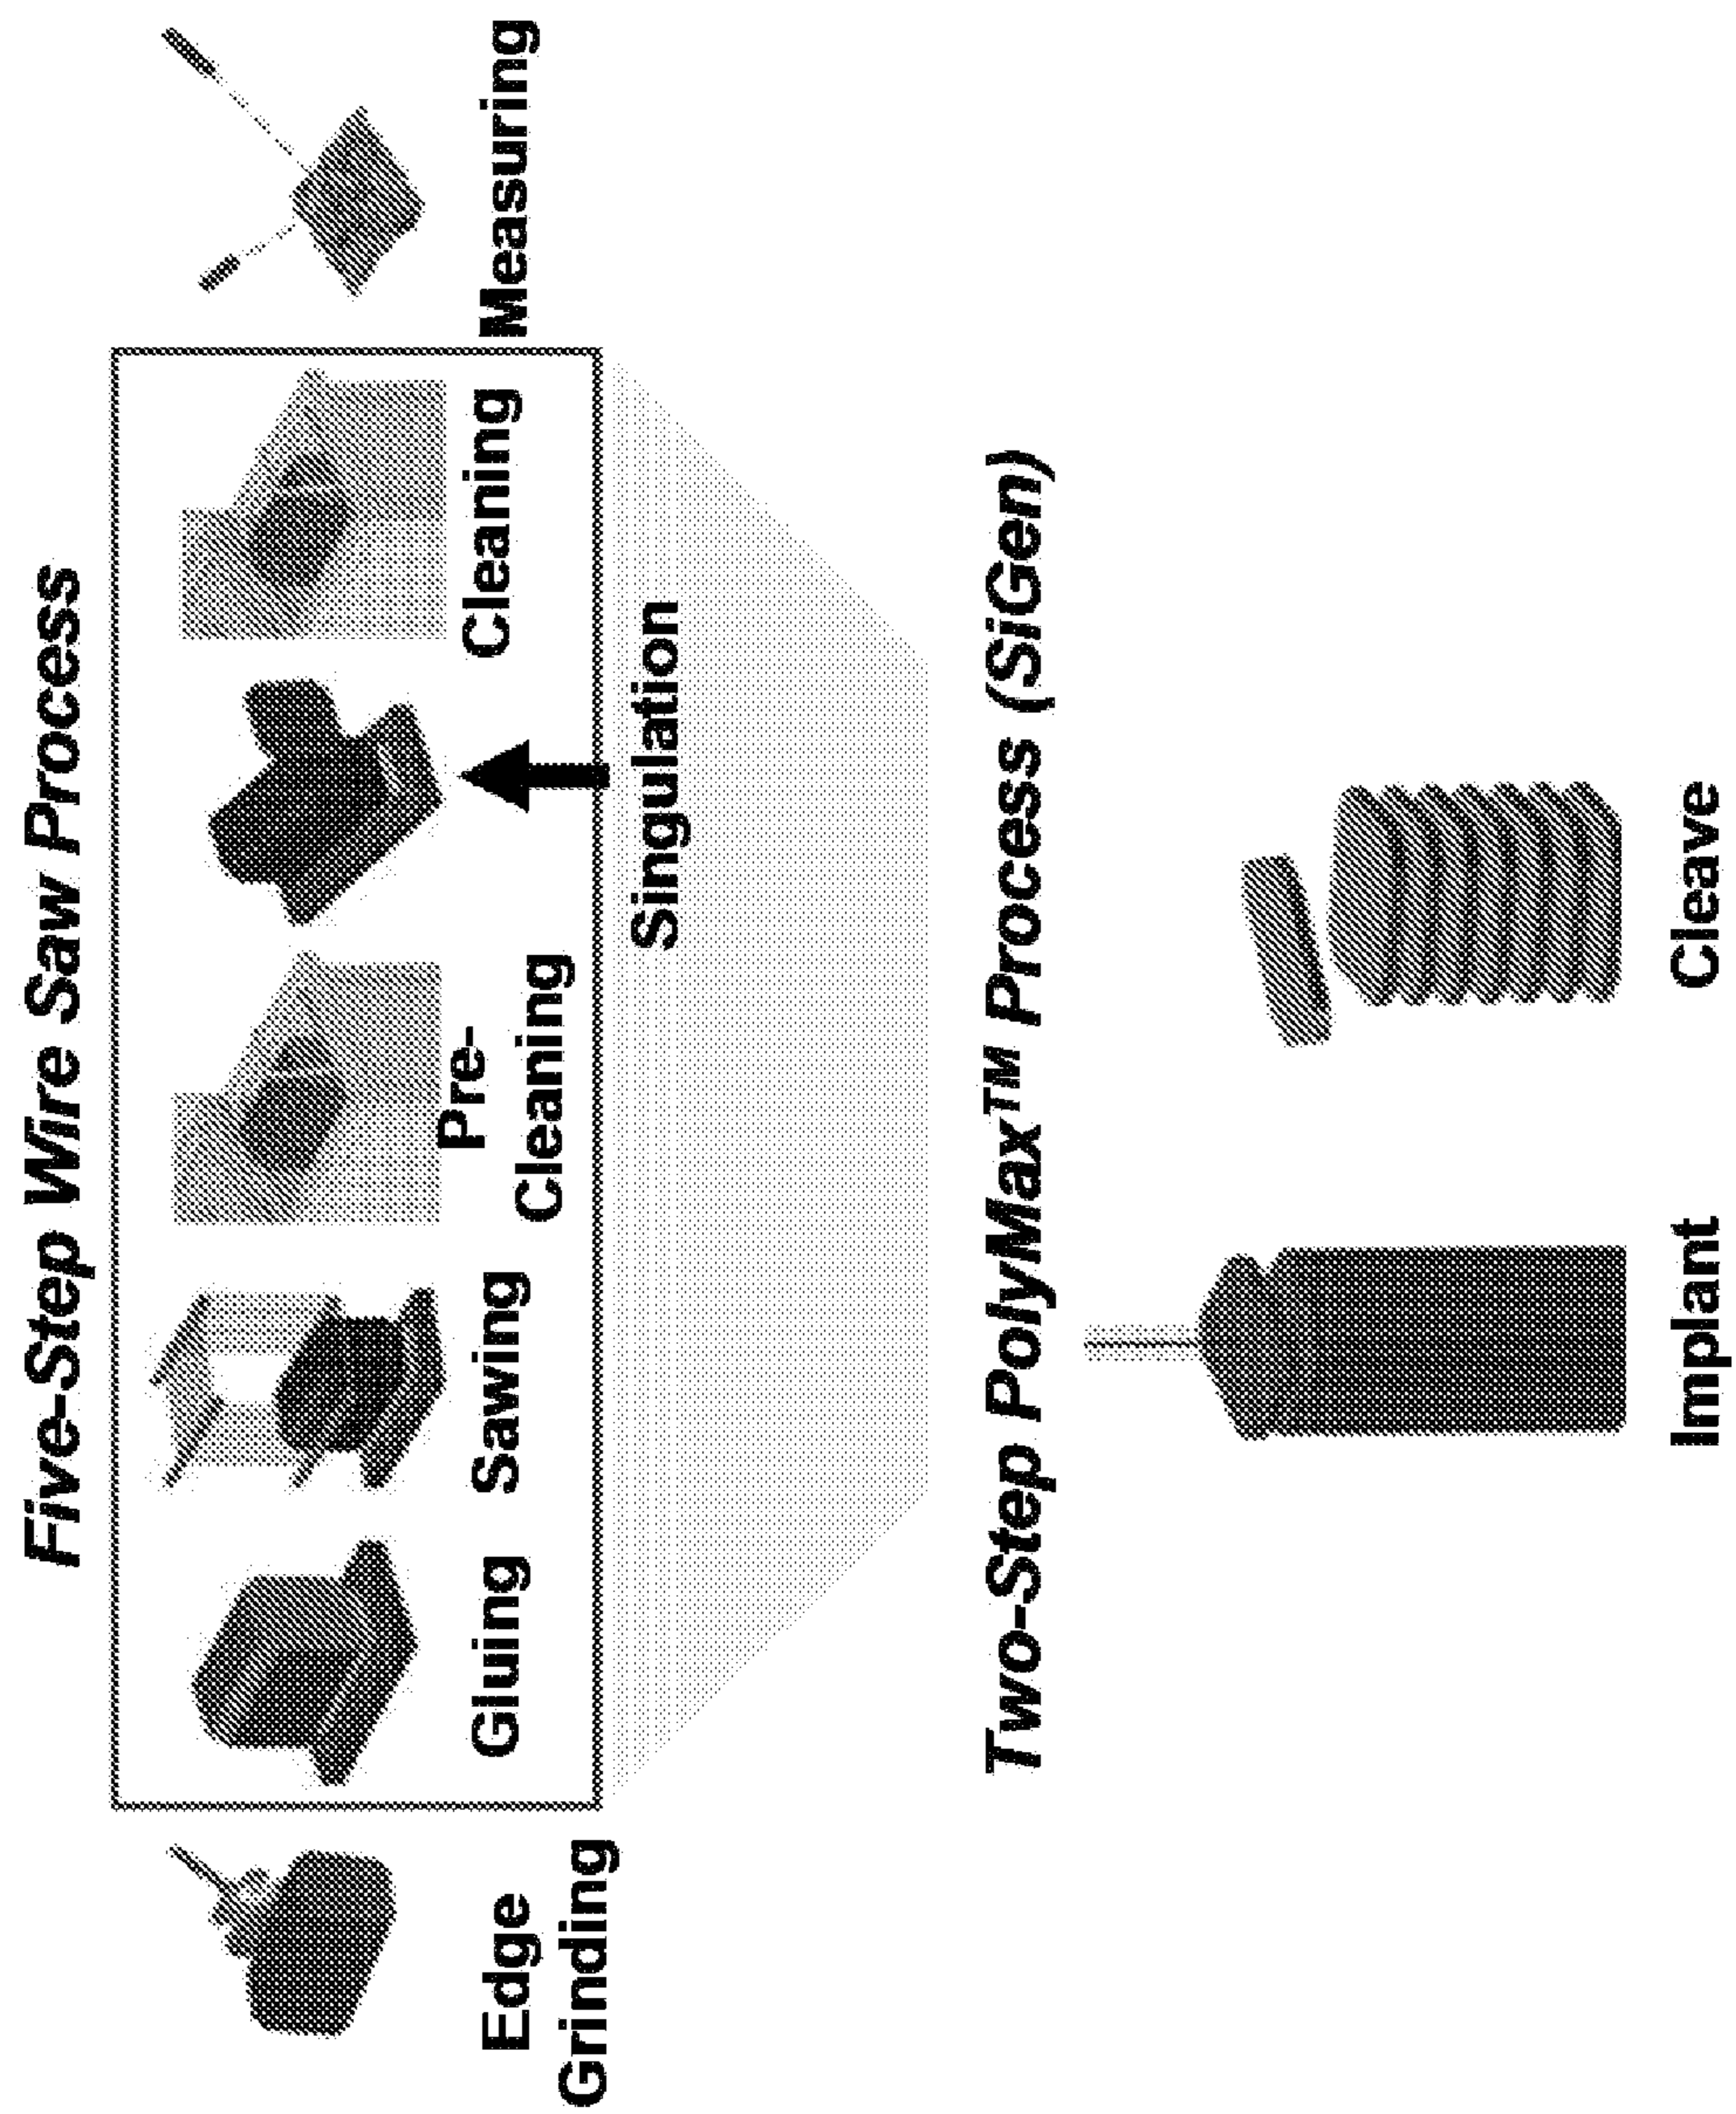 Five-Step Wire Saw Process
Edge
Grinding
Gluing
Sawing
Pre-
Cleaning
Singulation
Cleaning
Measuring
Two-Step PolyMax™ Process (SiGen)
Implant
Cleave